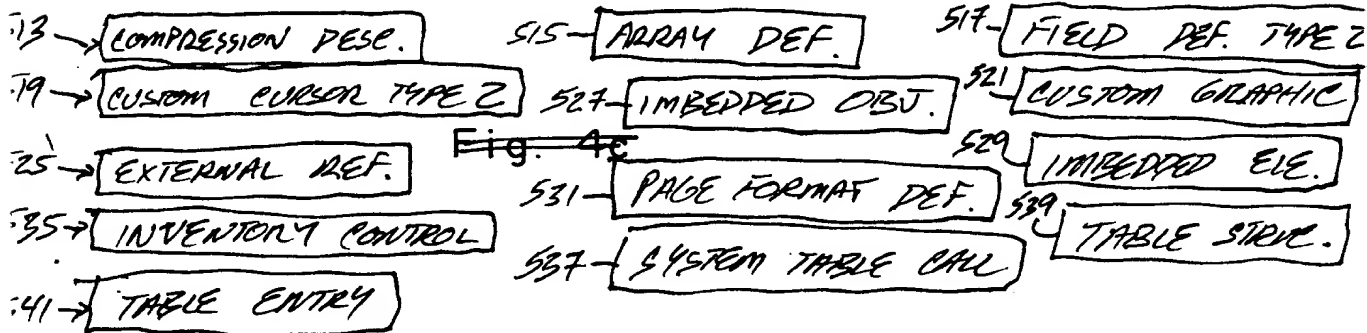 :13 COMPRESSION DESC. 515 ARRAY DEF. 517 FIELD DEF. TYPE 2
:19 CUSTOM CURSOR TYPE 2 527 IMBEDDED OBJ. 521 CUSTOM GRAPHIC
:25 EXTERNAL REF. Fig. 4c 529 IMBEDDED ELE.
:35 INVENTORY CONTROL 531 PAGE FORMAT DEF. 539 TABLE STRUC.
:41 TABLE ENTRY 537 SYSTEM TABLE CALL